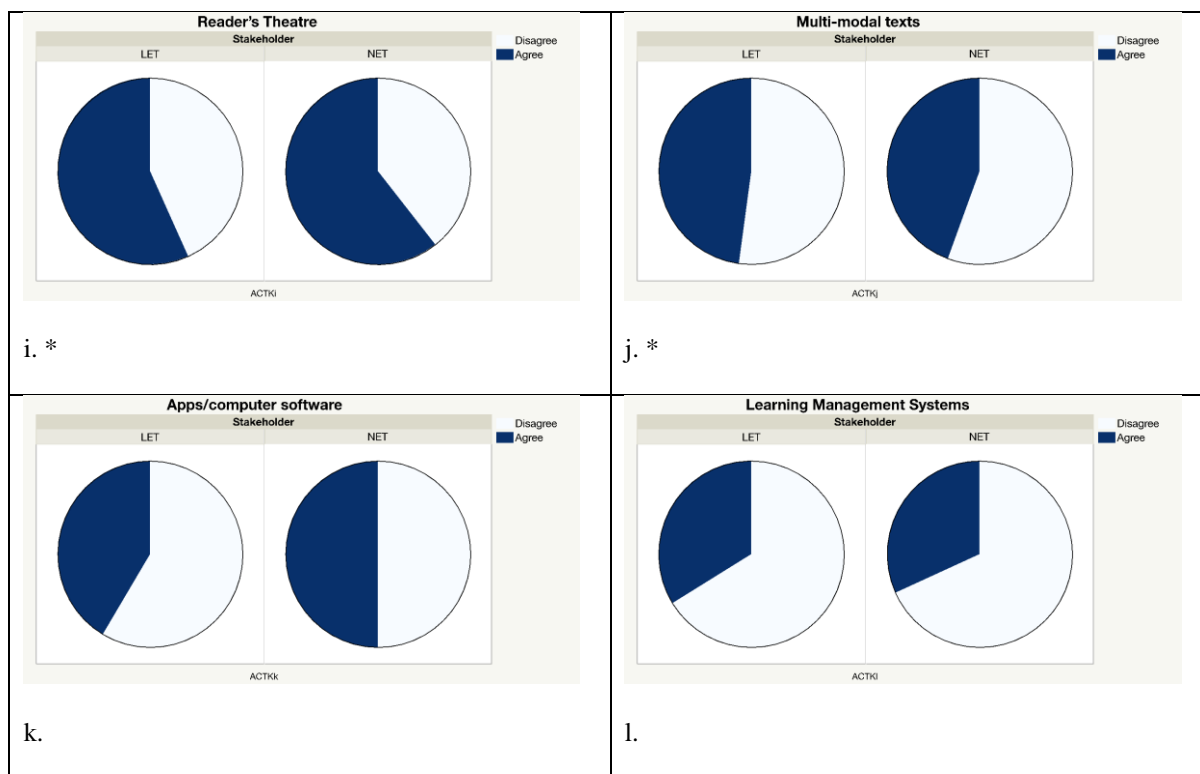 Reader's Theatre
Stakeholder
LET NET
Disagree
Agree
ACTKi
i. *
Multi-modal texts
Stakeholder
LET NET
Disagree
Agree
ACTKj
j. *
Apps/computer software
Stakeholder
LET NET
Disagree
Agree
ACTKk
k.
Learning Management Systems
Stakeholder
LET NET
Disagree
Agree
ACTKl
l.